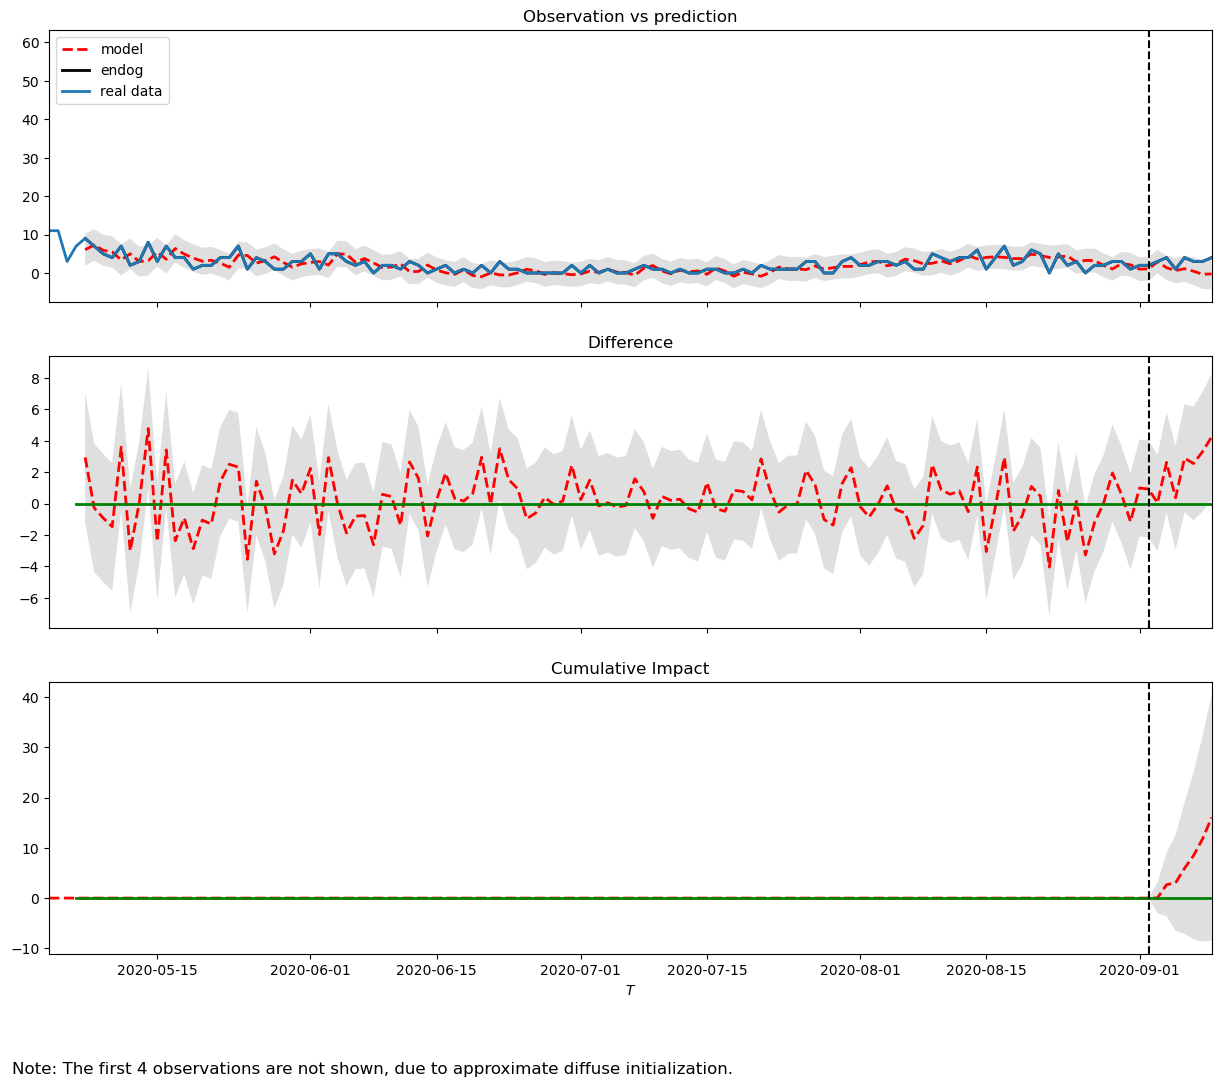 Observation vs prediction
60
50
40
30
20
10
0
model
endog
real data
Difference
8
6
4
2
0
−2
−4
−6
Cumulative Impact
40
30
20
10
0
−10
2020-05-15 2020-06-01 2020-06-15 2020-07-01 2020-07-15 2020-08-01 2020-08-15 2020-09-01
T
Note: The first 4 observations are not shown, due to approximate diffuse initialization.